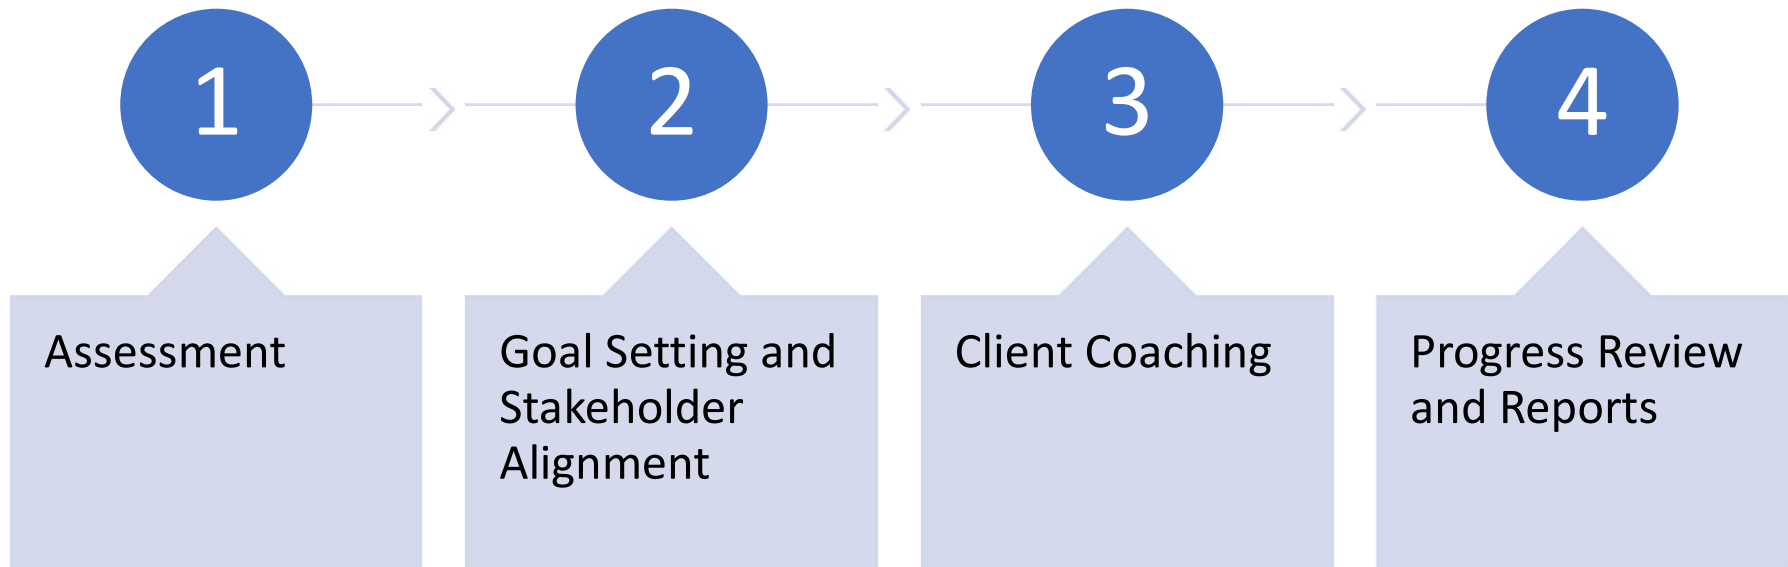 1
2
3
4
Assessment
Goal Setting and
Stakeholder
Alignment
Client Coaching
Progress Review
and Reports